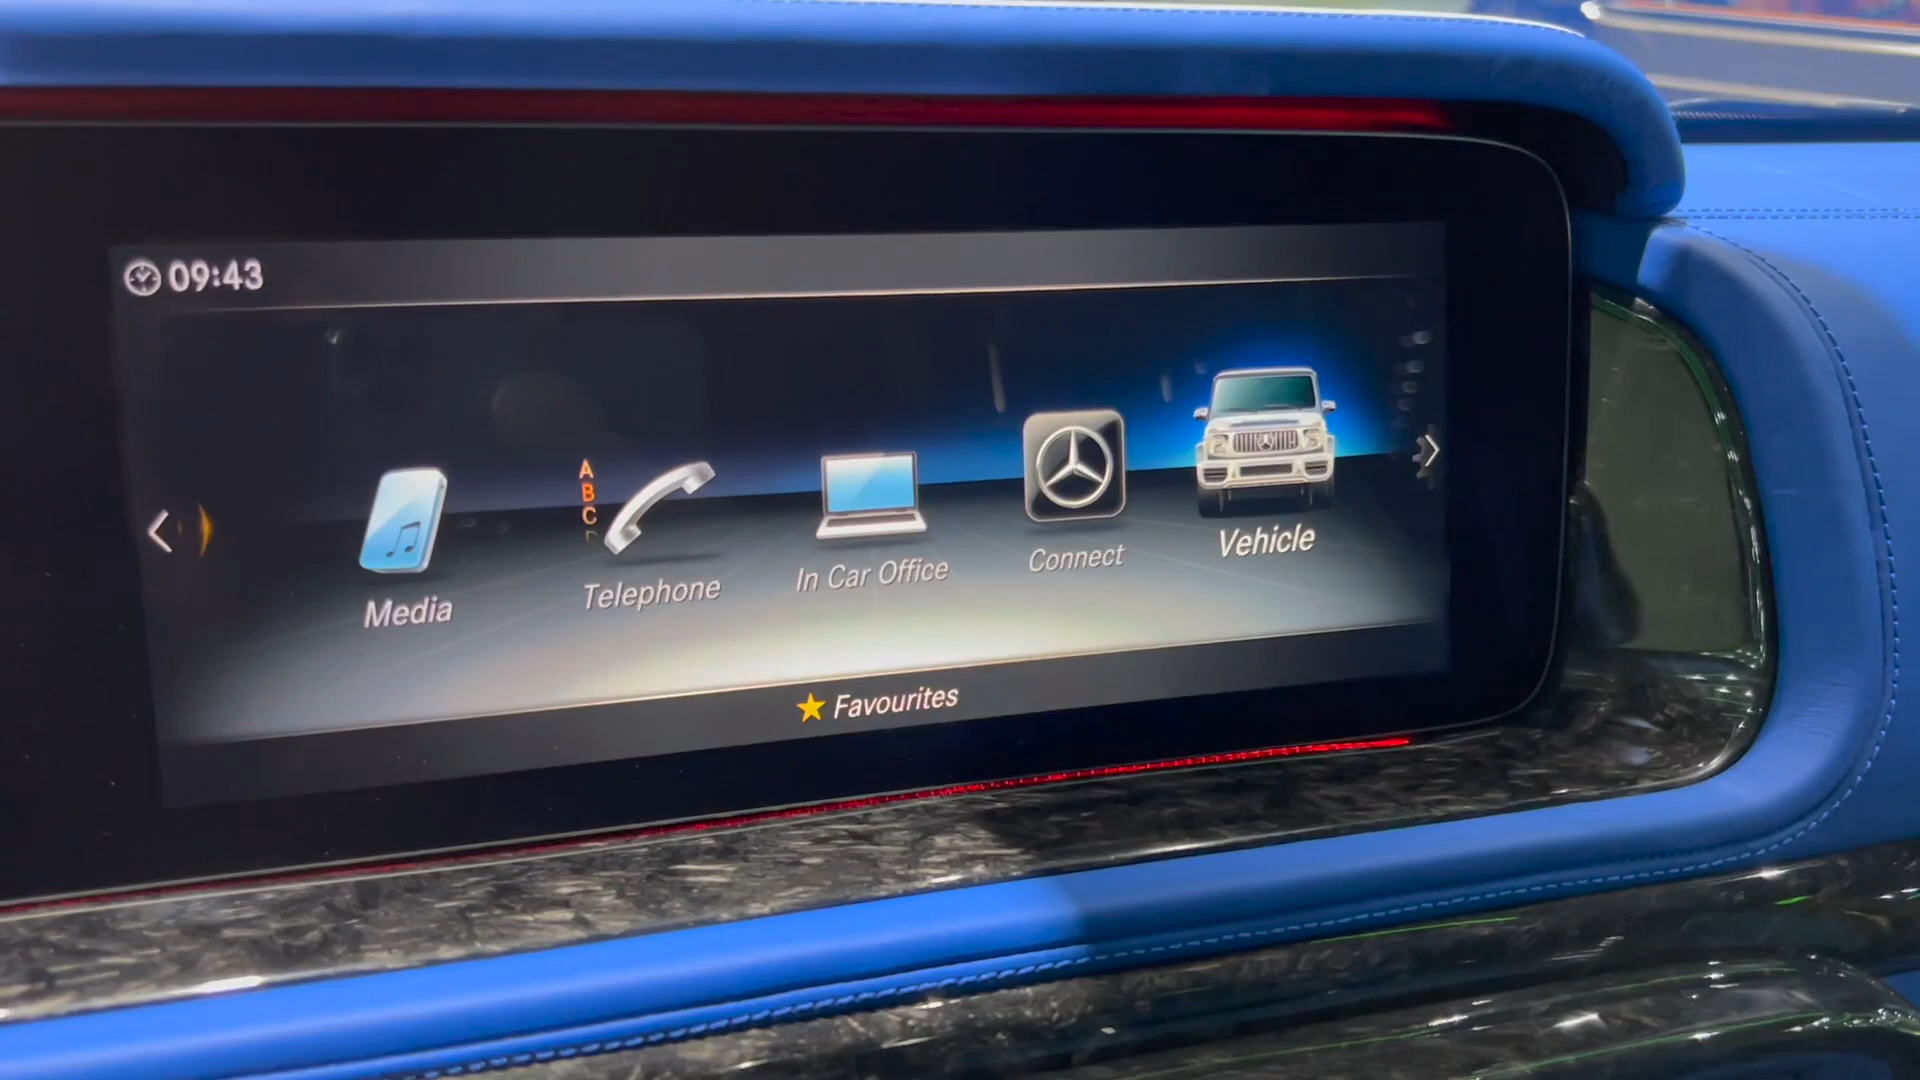 09:43
A
B
C
Media
Telephone
In Car Office
Connect
Vehicle
Favourites